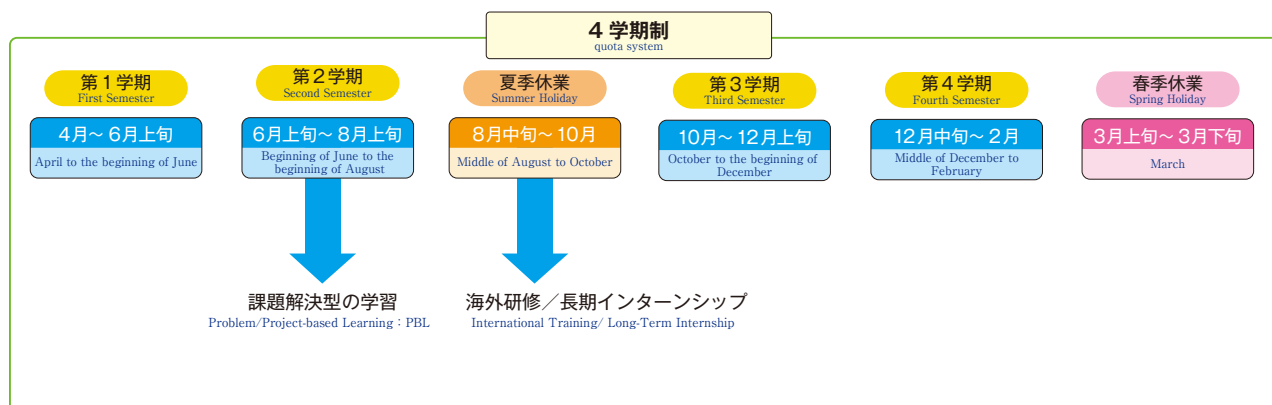 4学期制
quota system
第1学期
First Semester
4月～6月上旬
April to the beginning of June
第2学期
Second Semester
6月上旬～8月上旬
Beginning of June to the
beginning of August
夏季休業
Summer Holiday
8月中旬～10月
Middle of August to October
第3学期
Third Semester
10月～12月上旬
October to the beginning of
December
第4学期
Fourth Semester
12月中旬～2月
Middle of December to
February
春季休業
Spring Holiday
3月上旬～3月下旬
March
課題解決型の学習
Problem/Project-based Learning：PBL
海外研修／長期インターンシップ
International Training/ Long-Term Internship